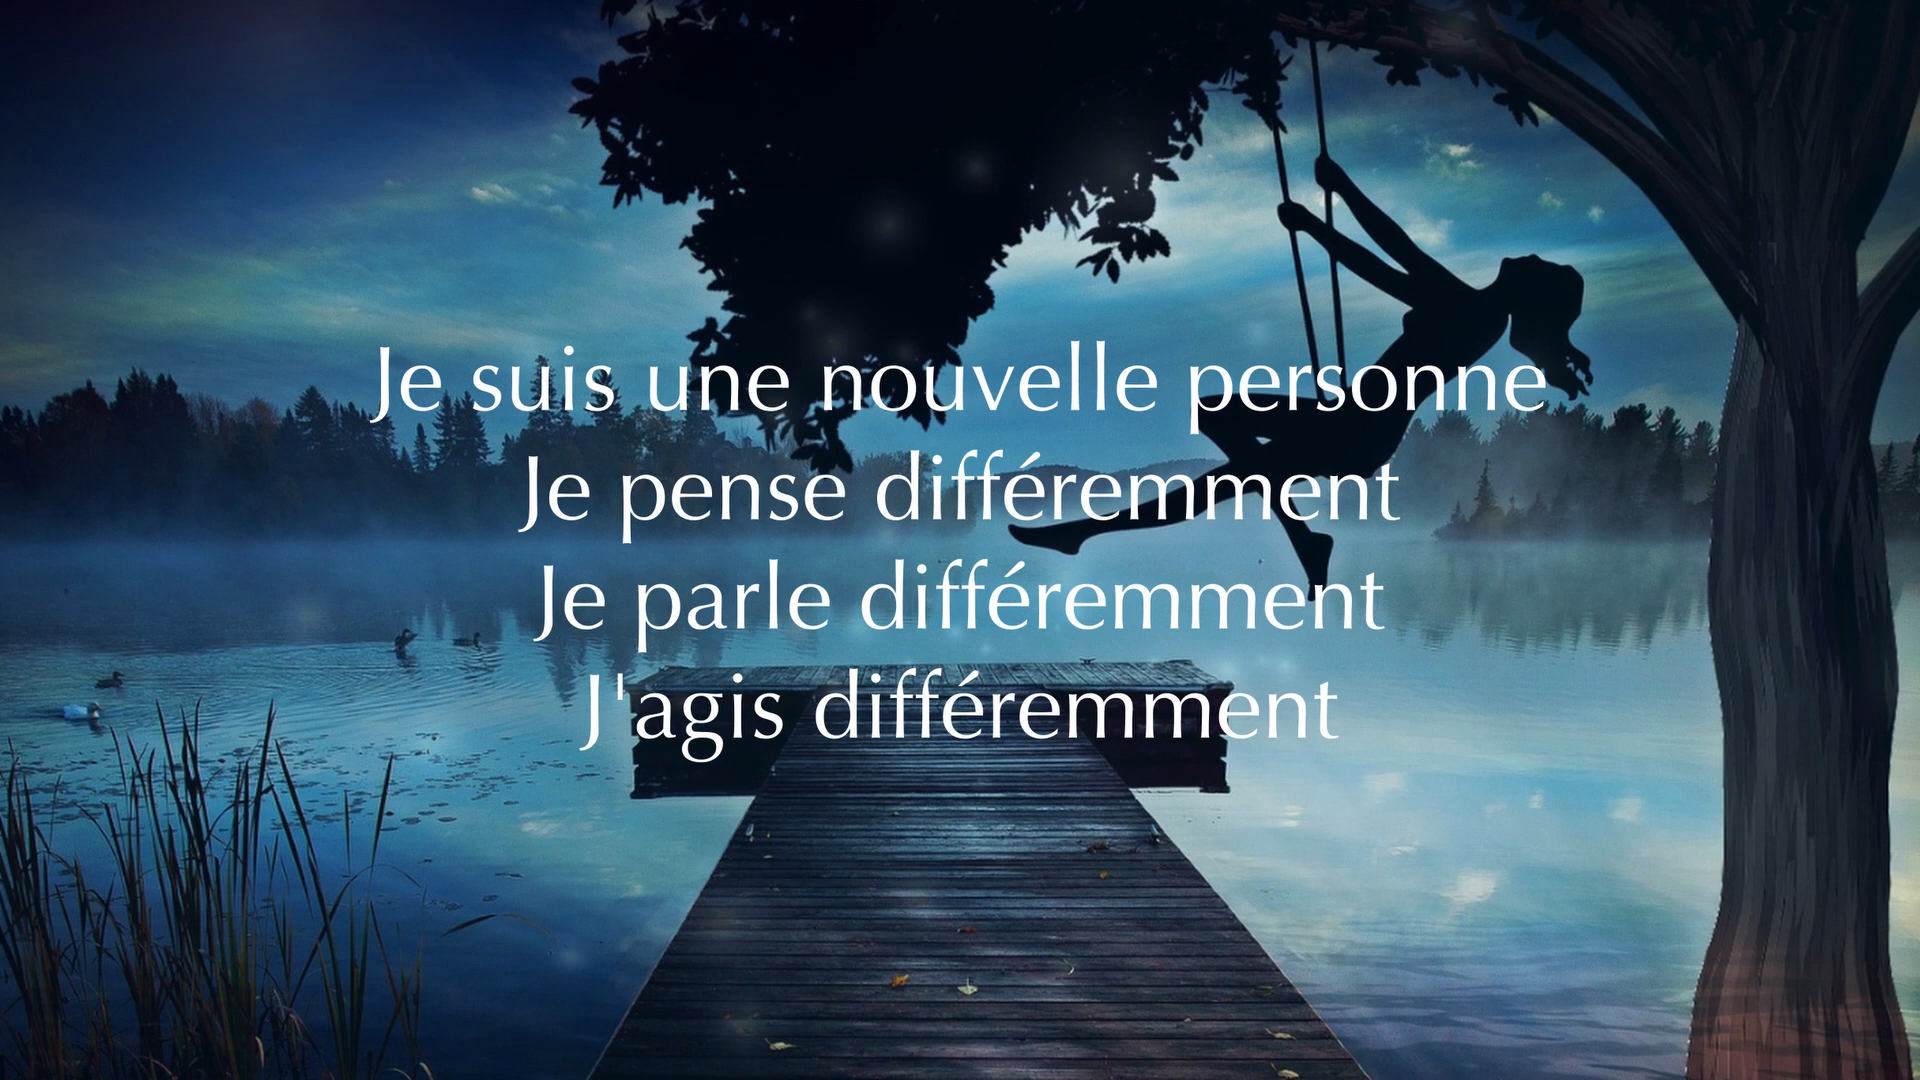 Je suis une nouvelle personne
Je pense différemment
Je parle différemment
J'agis différemment